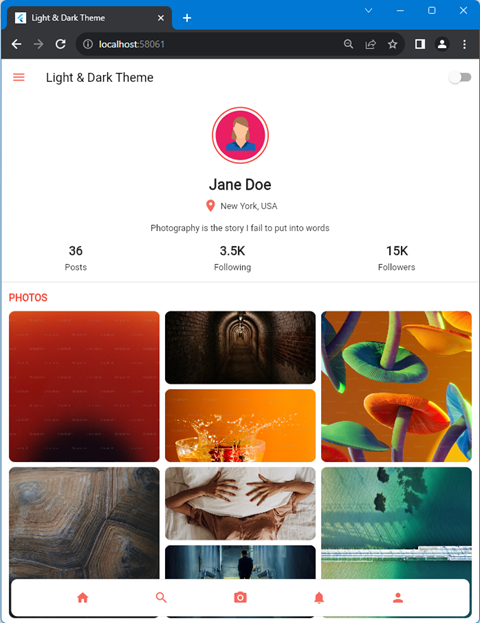 Light & Dark Theme
localhost:58061
Light & Dark Theme
Jane Doe
New York, USA
Photography is the story I fail to put into words
36
3.5K
15K
Posts
Following
Followers
PHOTOS